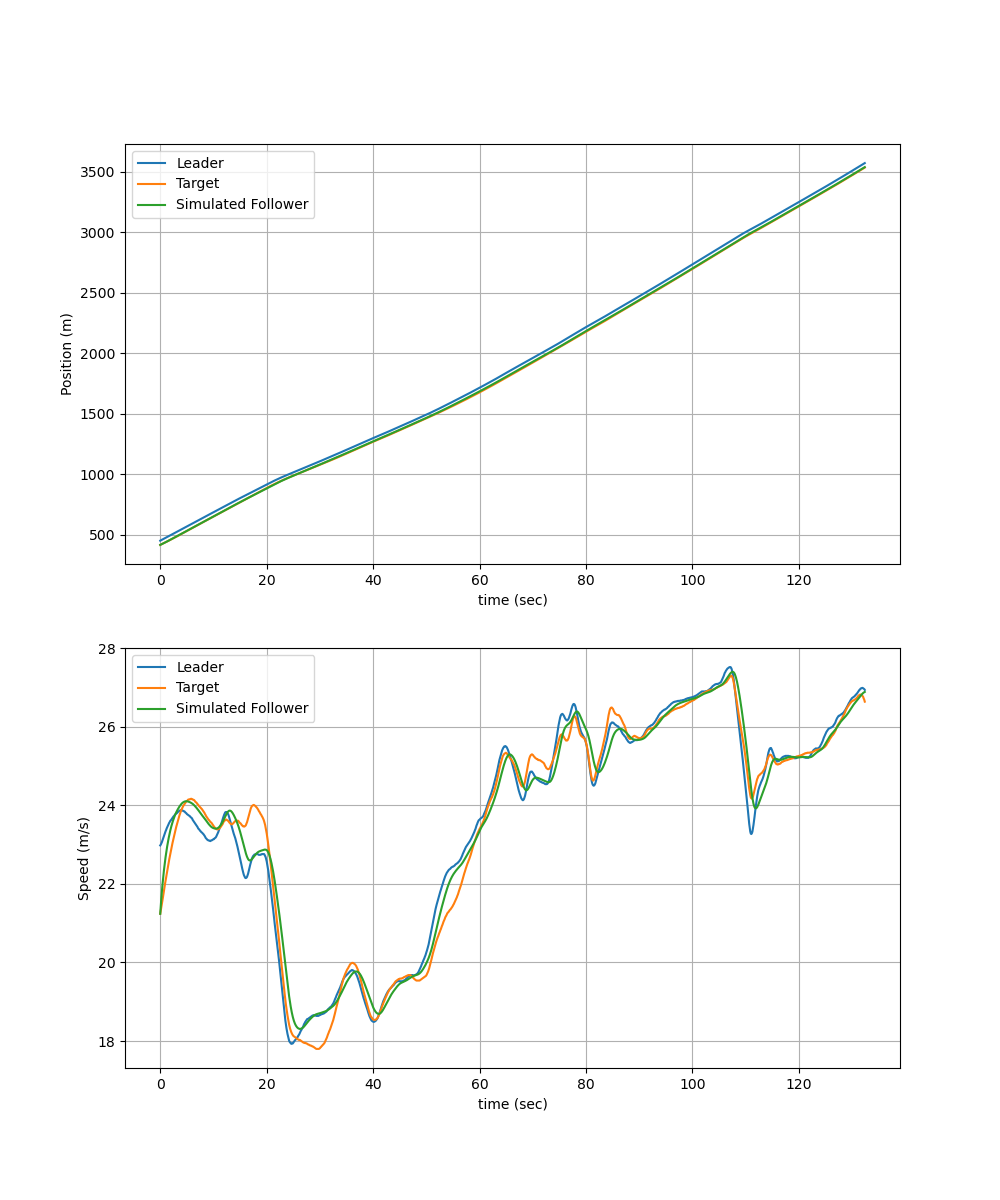 Leader
Target
Simulated Follower
3500
3000
2500
2000
1500
1000
500
Position (m)
0 20 40 60 80 100 120
time (sec)
Leader
Target
Simulated Follower
28
26
24
22
20
18
Speed (m/s)
0 20 40 60 80 100 120
time (sec)